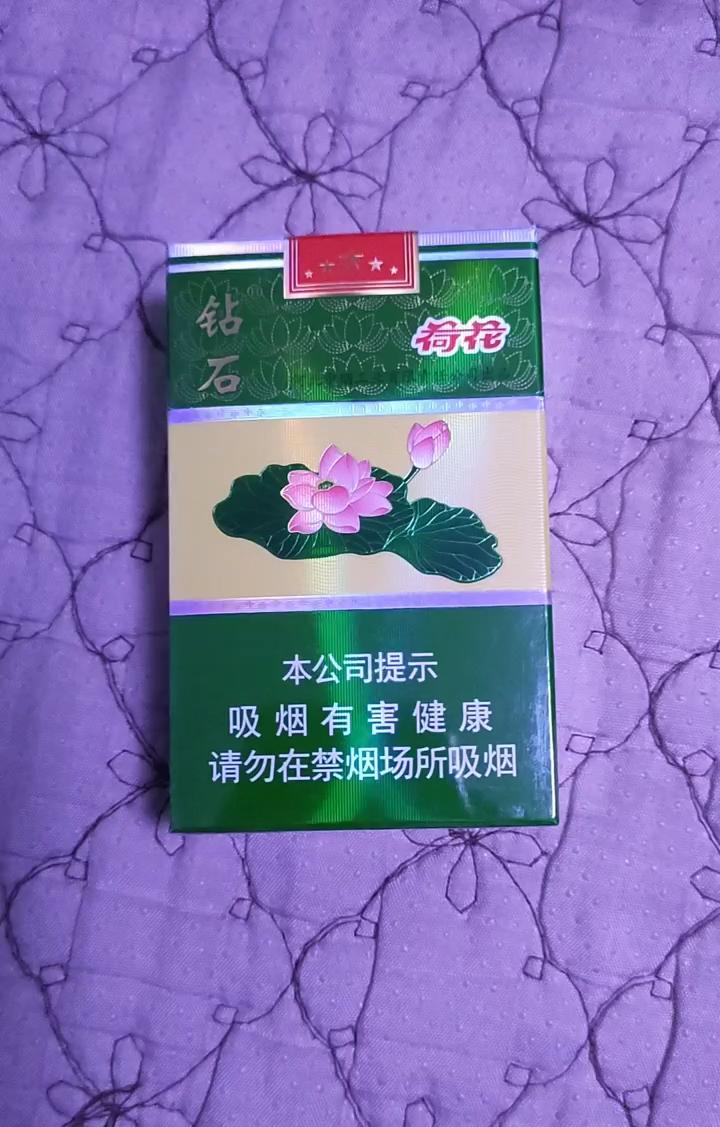 钻石
荷花
本公司提示
吸烟有害健康
请勿在禁烟场所吸烟